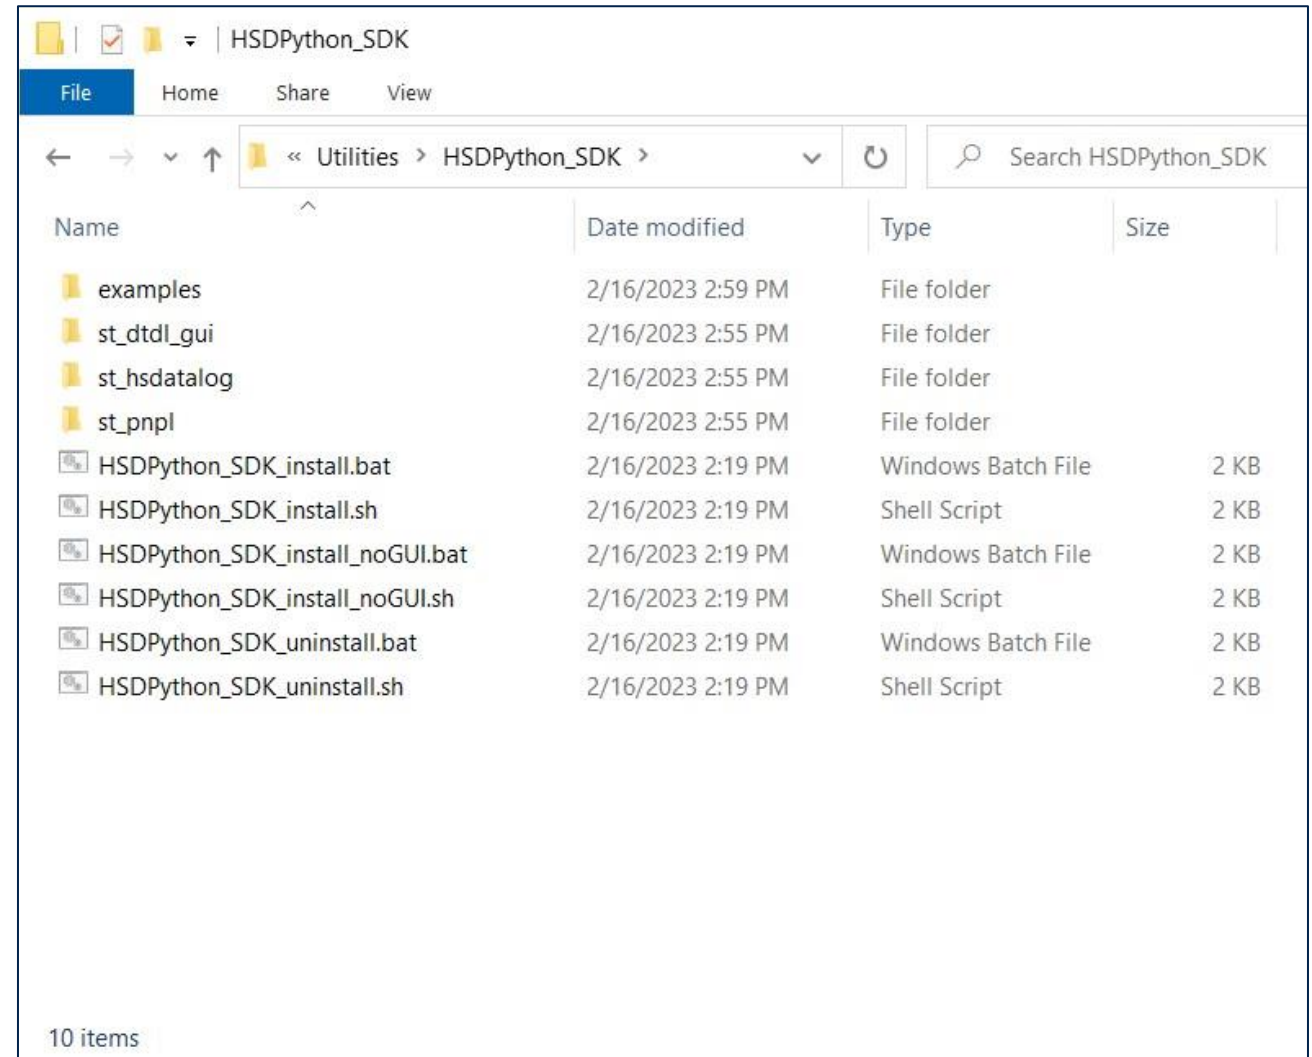 HSDPython_SDK
File Home Share View
« Utilities > HSDPython_SDK > Search HSDPython_SDK
Name Date modified Type Size
examples 2/16/2023 2:59 PM File folder
st_dtdl_gui 2/16/2023 2:55 PM File folder
st_hsdatalog 2/16/2023 2:55 PM File folder
st_pnpl 2/16/2023 2:55 PM File folder
HSDPython_SDK_install.bat 2/16/2023 2:19 PM Windows Batch File 2 KB
HSDPython_SDK_install.sh 2/16/2023 2:19 PM Shell Script 2 KB
HSDPython_SDK_install_noGUI.bat 2/16/2023 2:19 PM Windows Batch File 2 KB
HSDPython_SDK_install_noGUI.sh 2/16/2023 2:19 PM Shell Script 2 KB
HSDPython_SDK_uninstall.bat 2/16/2023 2:19 PM Windows Batch File 2 KB
HSDPython_SDK_uninstall.sh 2/16/2023 2:19 PM Shell Script 2 KB
10 items